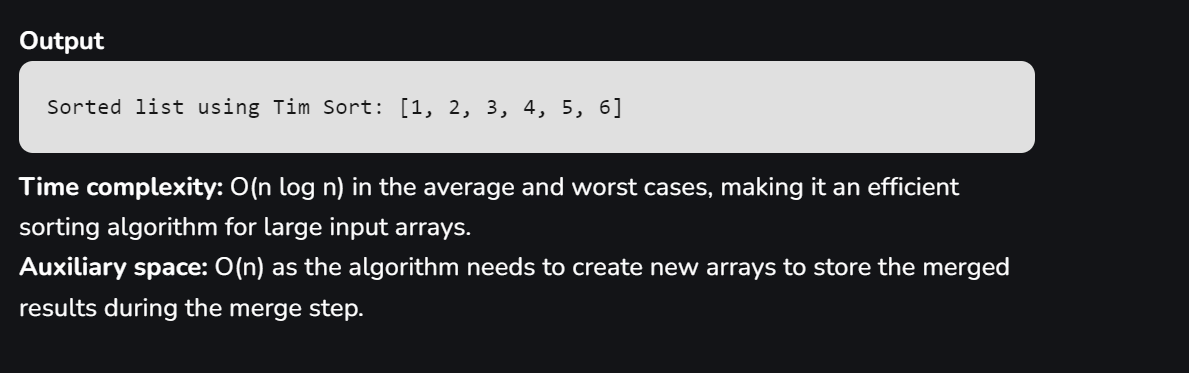 Output
Sorted list using Tim Sort: [1, 2, 3, 4, 5, 6]
Time complexity: O(n log n) in the average and worst cases, making it an efficient
sorting algorithm for large input arrays.
Auxiliary space: O(n) as the algorithm needs to create new arrays to store the merged
results during the merge step.